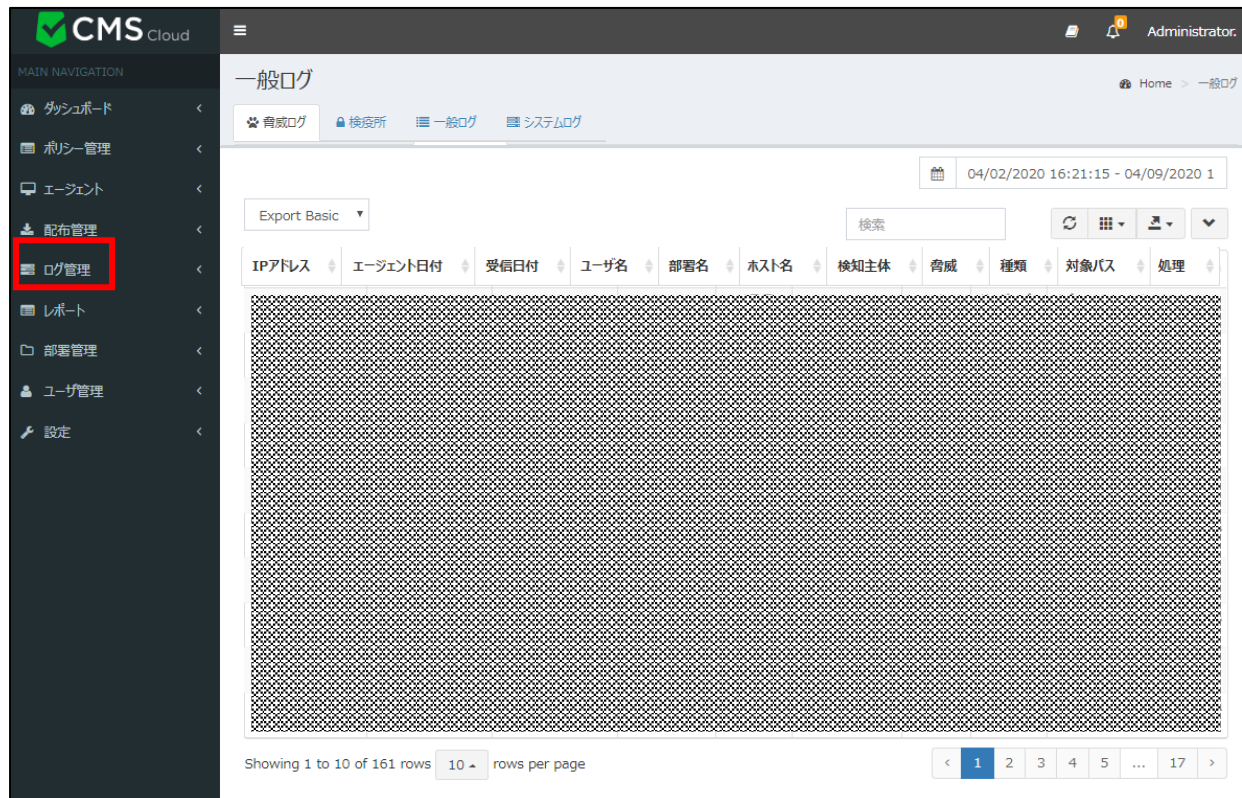 CMS Cloud
0
Administrator.
MAIN NAVIGATION
ダッシュボード
ポリシー管理
エージェント
配布管理
ログ管理
レポート
部署管理
ユーザ管理
設定
一般ログ
Home > 一般ログ
脅威ログ 検疫所 一般ログ システムログ
04/02/2020 16:21:15 - 04/09/2020 1
Export Basic
検索
IPアドレス エージェント日付 受信日付 ユーザ名 部署名 ホスト名 検知主体 脅威 種類 対象パス 処理
Showing 1 to 10 of 161 rows 10 rows per page
< 1 2 3 4 5 ... 17 >